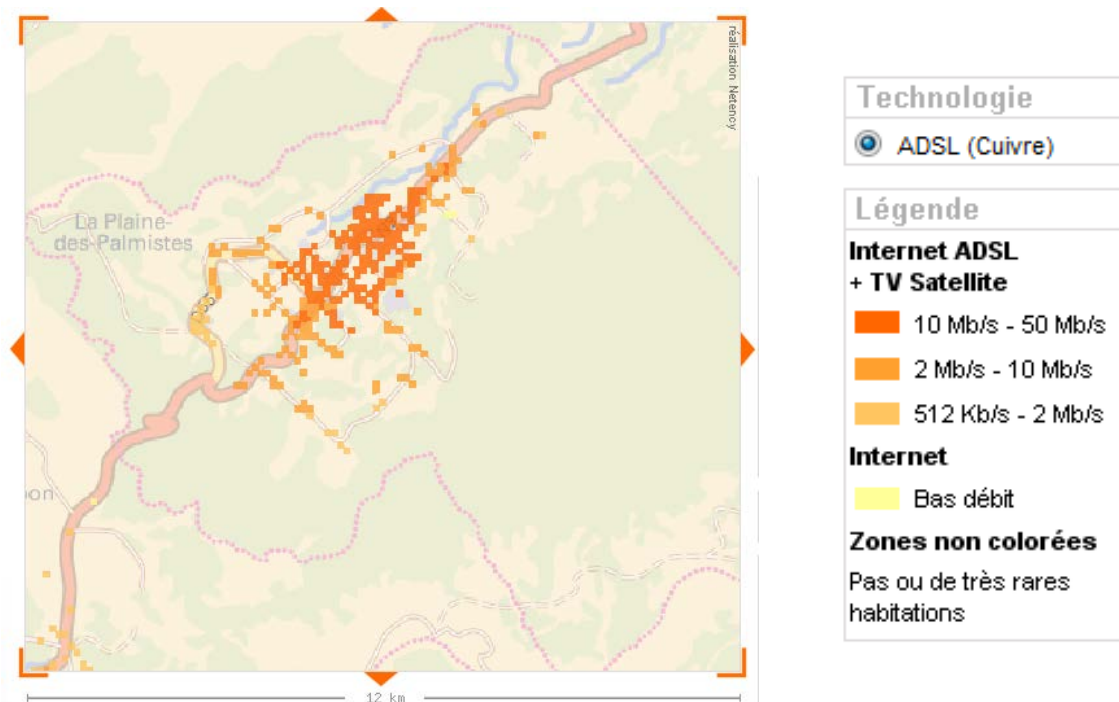 réalisation Netency
La Plaine-
des-Palmistes
on
12 km
Technologie
ADSL (Cuivre)
Légende
Internet ADSL
+ TV Satellite
10 Mb/s - 50 Mb/s
2 Mb/s - 10 Mb/s
512 Kb/s - 2 Mb/s
Internet
Bas débit
Zones non colorées
Pas ou de très rares
habitations